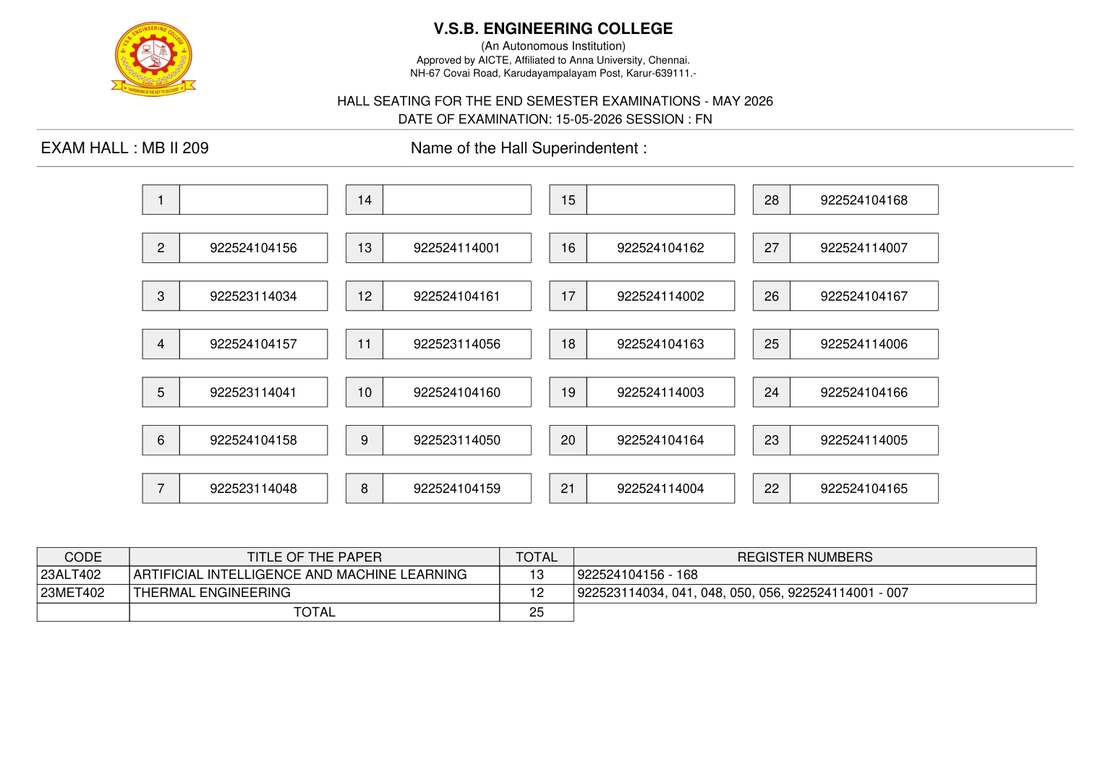 V.S.B. ENGINEERING COLLEGE
(An Autonomous Institution)
Approved by AICTE, Affiliated to Anna University, Chennai.
NH-67 Covai Road, Karudayampalayam Post, Karur-639111.-
HALL SEATING FOR THE END SEMESTER EXAMINATIONS - MAY 2026
DATE OF EXAMINATION: 15-05-2026 SESSION : FN
EXAM HALL : MB II 209 Name of the Hall Superindentent :
1 14 15 28 922524104168
2 922524104156 13 922524114001 16 922524104162 27 922524114007
3 922523114034 12 922524104161 17 922524114002 26 922524104167
4 922524104157 11 922523114056 18 922524104163 25 922524114006
5 922523114041 10 922524104160 19 922524114003 24 922524104166
6 922524104158 9 922523114050 20 922524104164 23 922524114005
7 922523114048 8 922524104159 21 922524114004 22 922524104165
CODE TITLE OF THE PAPER TOTAL REGISTER NUMBERS
23ALT402 ARTIFICIAL INTELLIGENCE AND MACHINE LEARNING 13 922524104156 - 168
23MET402 THERMAL ENGINEERING 12 922523114034, 041, 048, 050, 056, 922524114001 - 007
TOTAL 25